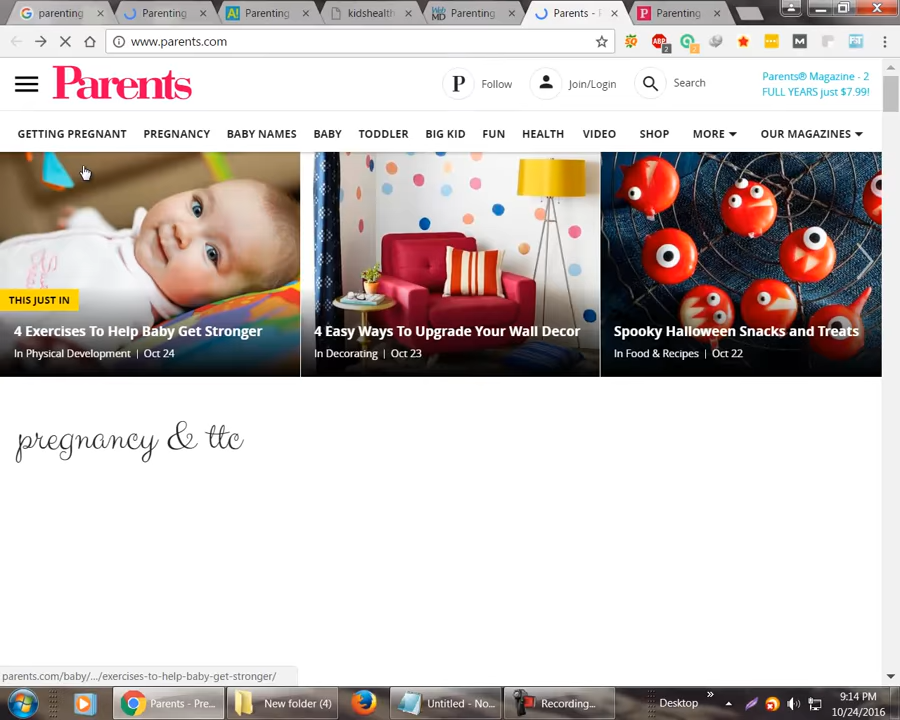 parenting
Parenting
Parenting
kidshealth
Parenting
Parents -
Parenting
www.parents.com
Parents
P Follow
Join/Login
Search
Parents® Magazine - 2
FULL YEARS just $7.99!
GETTING PREGNANT PREGNANCY BABY NAMES BABY TODDLER BIG KID FUN HEALTH VIDEO SHOP MORE OUR MAGAZINES
THIS JUST IN
4 Exercises To Help Baby Get Stronger
In Physical Development | Oct 24
4 Easy Ways To Upgrade Your Wall Decor
In Decorating | Oct 23
Spooky Halloween Snacks and Treats
In Food & Recipes | Oct 22
pregnancy & ttc
parents.com/baby/.../exercises-to-help-baby-get-stronger/
Parents - Pre...
New folder (4)
Untitled - No...
Recording...
Desktop
9:14 PM
10/24/2016